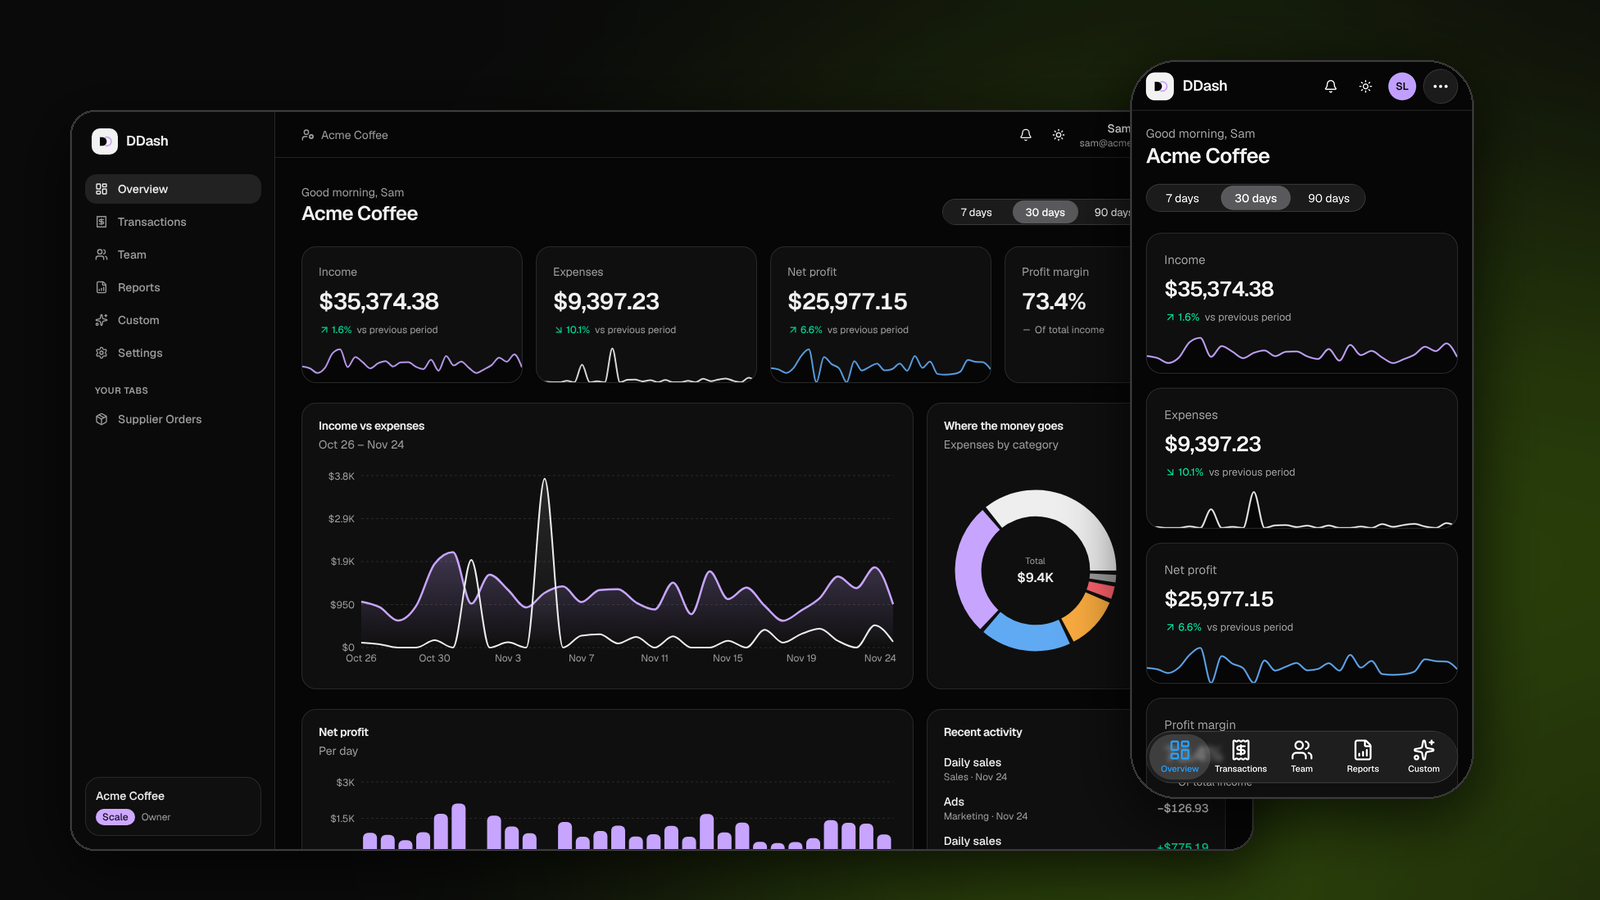 DDash
Overview
Transactions
Team
Reports
Custom
Settings
YOUR TABS
Supplier Orders
Acme Coffee
Scale Owner
Acme Coffee
Sam
sam@acme
Good morning, Sam
Acme Coffee
7 days 30 days 90 days
Income
$35,374.38
1.6% vs previous period
Expenses
$9,397.23
10.1% vs previous period
Net profit
$25,977.15
6.6% vs previous period
Profit margin
73.4%
Of total income
Income vs expenses
Oct 26 – Nov 24
$3.8K
$2.9K
$1.9K
$950
$0
Oct 26 Oct 30 Nov 3 Nov 7 Nov 11 Nov 15 Nov 19 Nov 24
Where the money goes
Expenses by category
Total
$9.4K
Net profit
Per day
$3K
$1.5K
Recent activity
Daily sales
Sales · Nov 24
Ads
Marketing · Nov 24
−$126.93
Daily sales
+$775.19
DDash
SL
Good morning, Sam
Acme Coffee
7 days 30 days 90 days
Income
$35,374.38
1.6% vs previous period
Expenses
$9,397.23
10.1% vs previous period
Net profit
$25,977.15
6.6% vs previous period
Profit margin
Overview Transactions Team Reports Custom
Of total income